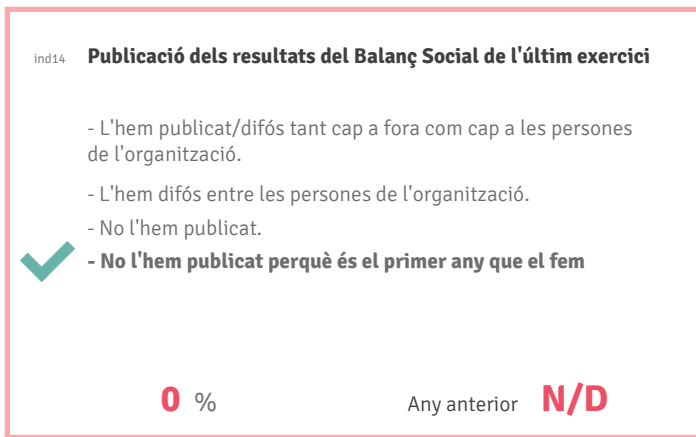 ind14 Publicació dels resultats del Balanç Social de l'últim exercici
- L'hem publicat/difós tant cap a fora com cap a les persones
de l'organització.
- L'hem difós entre les persones de l'organització.
- No l'hem publicat.
- No l'hem publicat perquè és el primer any que el fem
0 % Any anterior N/D